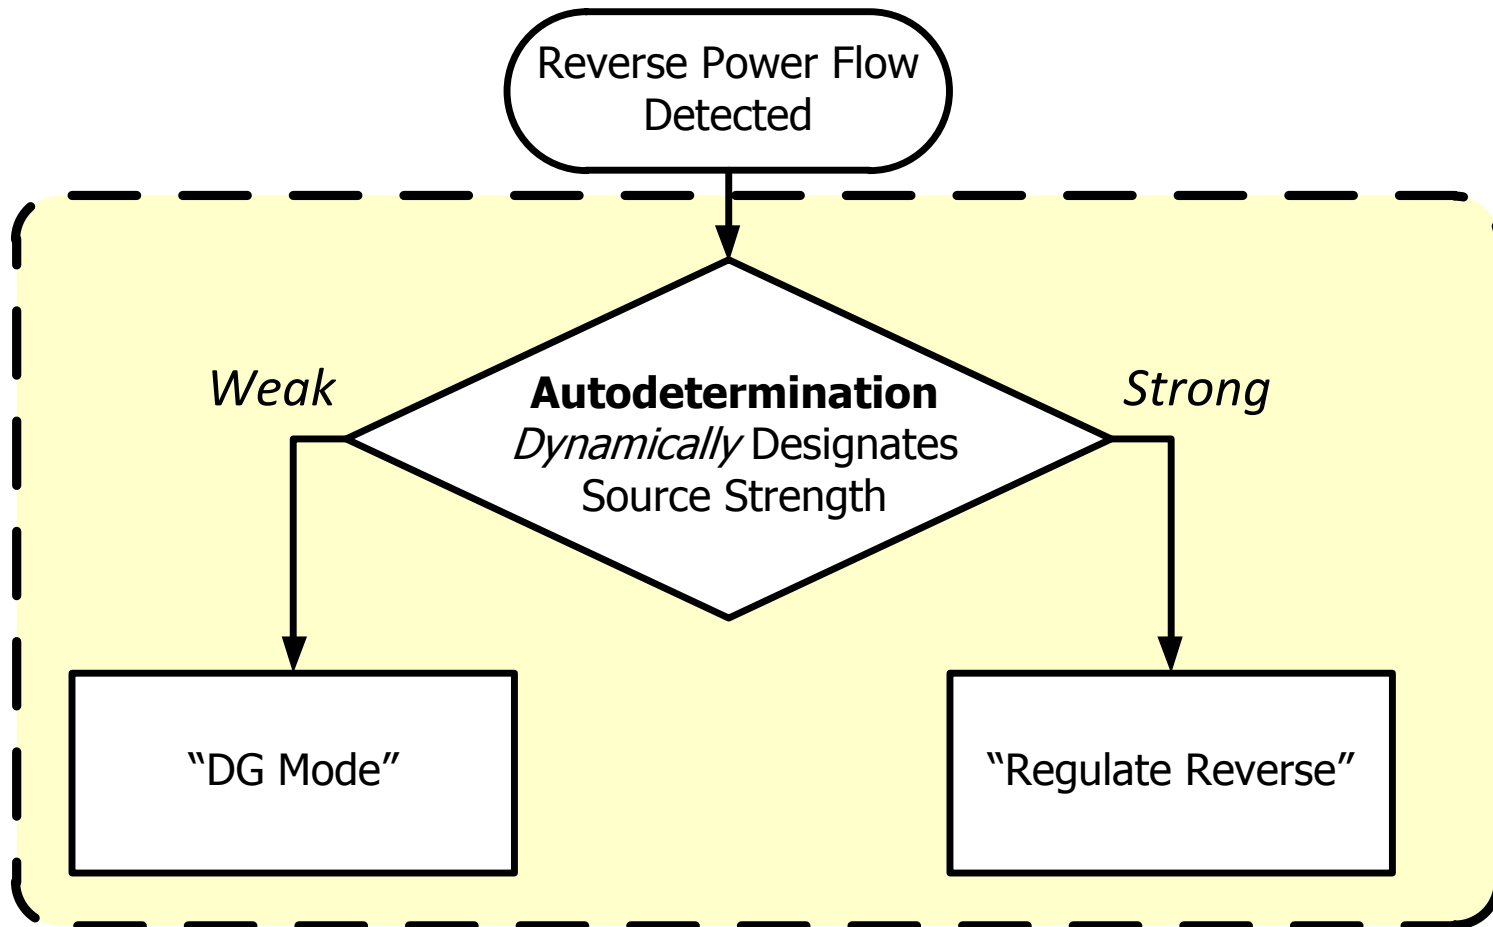 Reverse Power Flow
Detected
Weak
Strong
Autodetermination
Dynamically Designates
Source Strength
“DG Mode”
“Regulate Reverse”